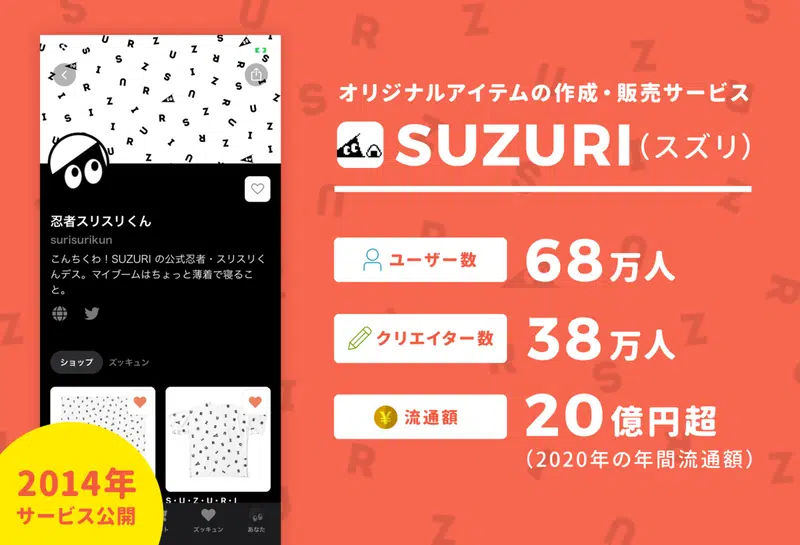 忍者スリスリくん
surisurikun
こんちくわ！SUZURI の公式忍者・スリスリく
んデス。マイブームはちょっと薄着で寝るこ
と。
ショップ ズッキュン
S・U・Z・U・R・I
ズッキュン あなた
2014年
サービス公開
オリジナルアイテムの作成・販売サービス
SUZURI（スズリ）
ユーザー数 68万人
クリエイター数 38万人
¥ 流通額 20億円超
（2020年の年間流通額）